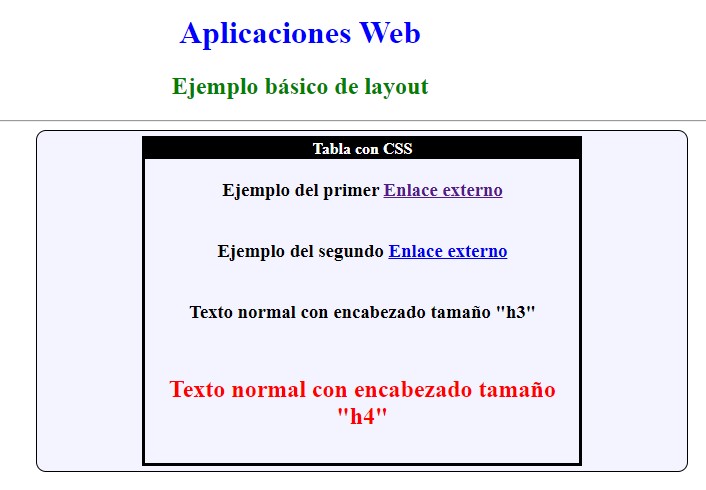 Aplicaciones Web
Ejemplo básico de layout
Tabla con CSS
Ejemplo del primer Enlace externo
Ejemplo del segundo Enlace externo
Texto normal con encabezado tamaño "h3"
Texto normal con encabezado tamaño
"h4"